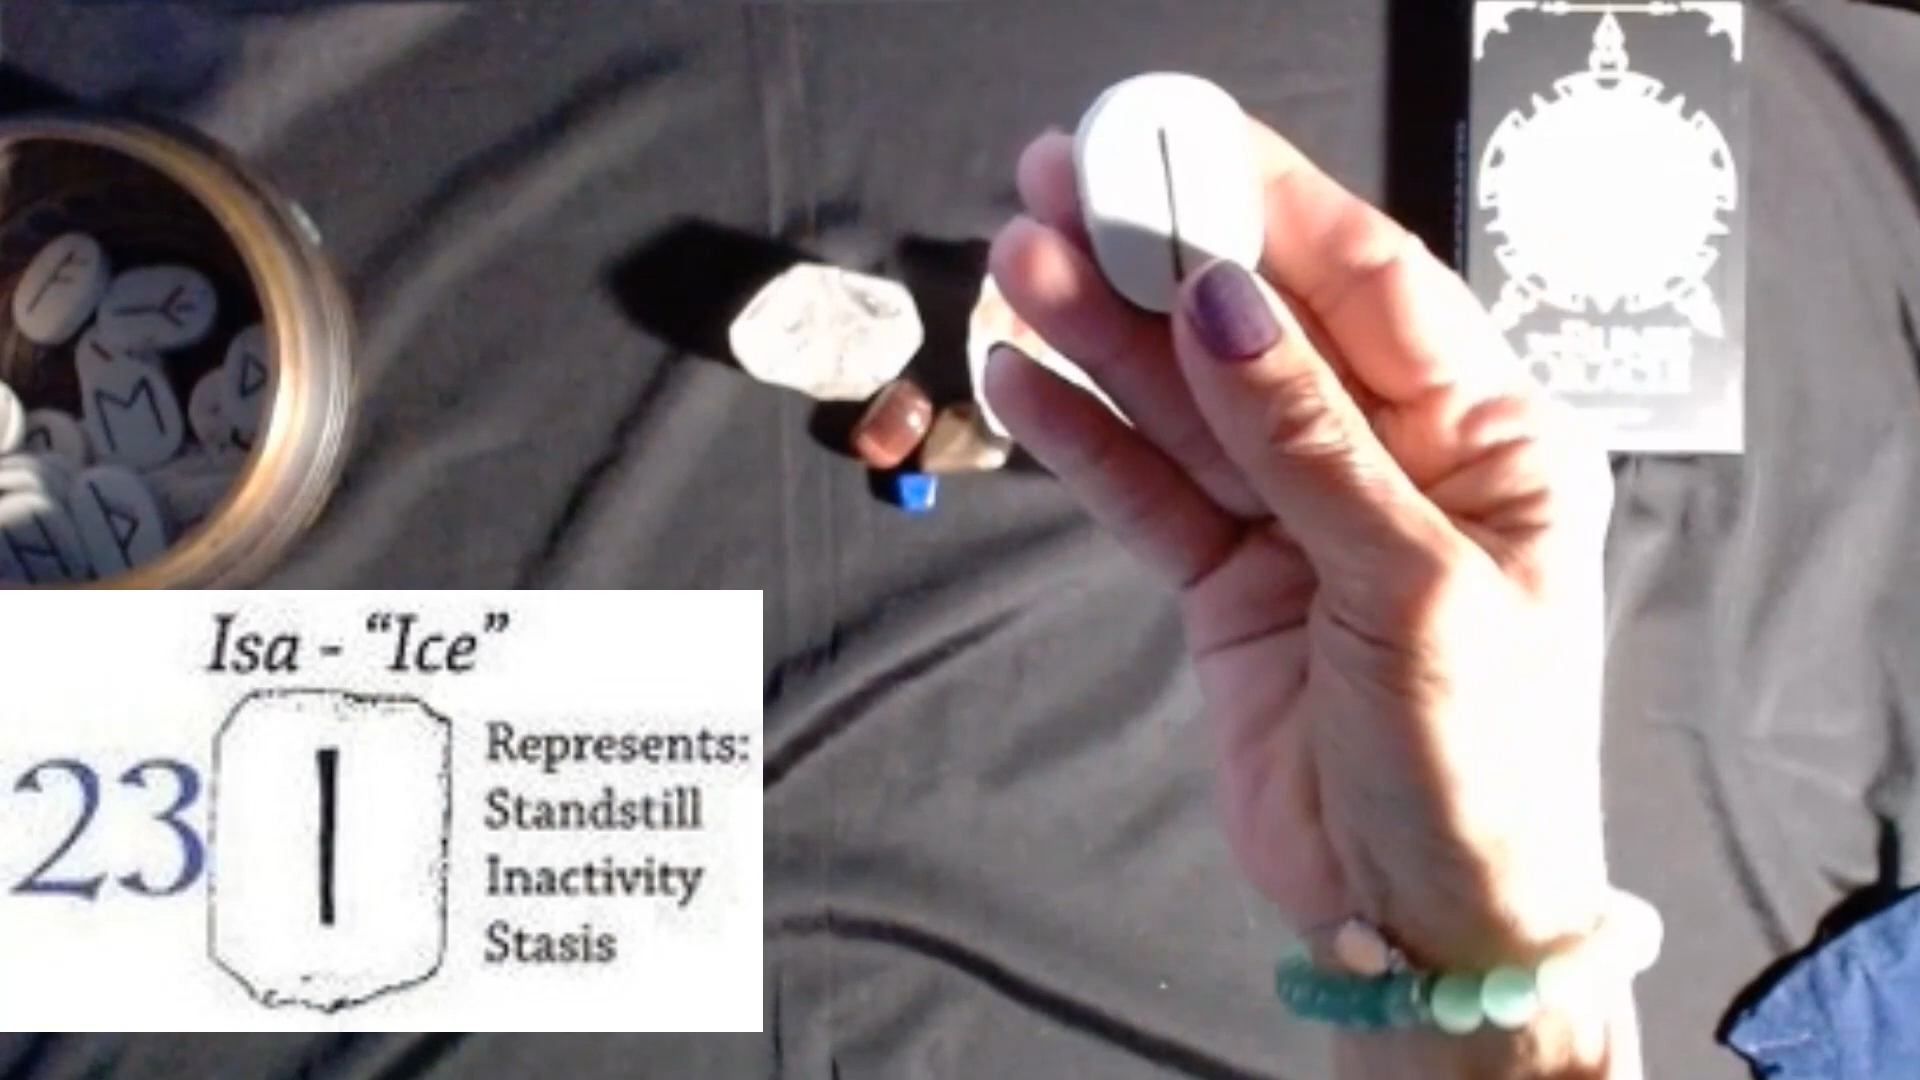 Isa - “Ice”
23
Represents:
Standstill
Inactivity
Stasis